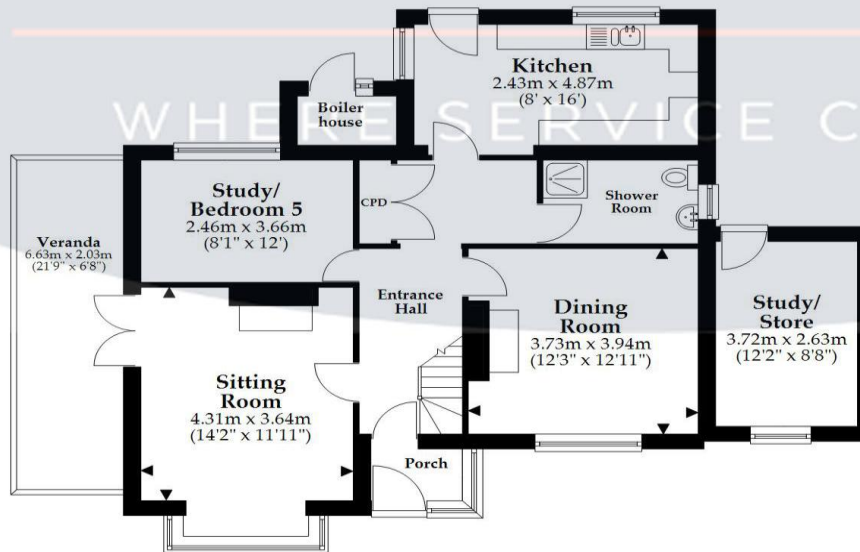 Kitchen
2.43m x 4.87m
(8' x 16')
Boiler
house
WHERE SERVICE C
Study/
Bedroom 5
2.46m x 3.66m
(8'1" x 12')
CPD
Shower
Room
Veranda
6.63m x 2.03m
(21'9" x 6'8")
Entrance
Hall
Dining
Room
3.73m x 3.94m
(12'3" x 12'11")
Study/
Store
3.72m x 2.63m
(12'2" x 8'8")
Sitting
Room
4.31m x 3.64m
(14'2" x 11'11")
Porch